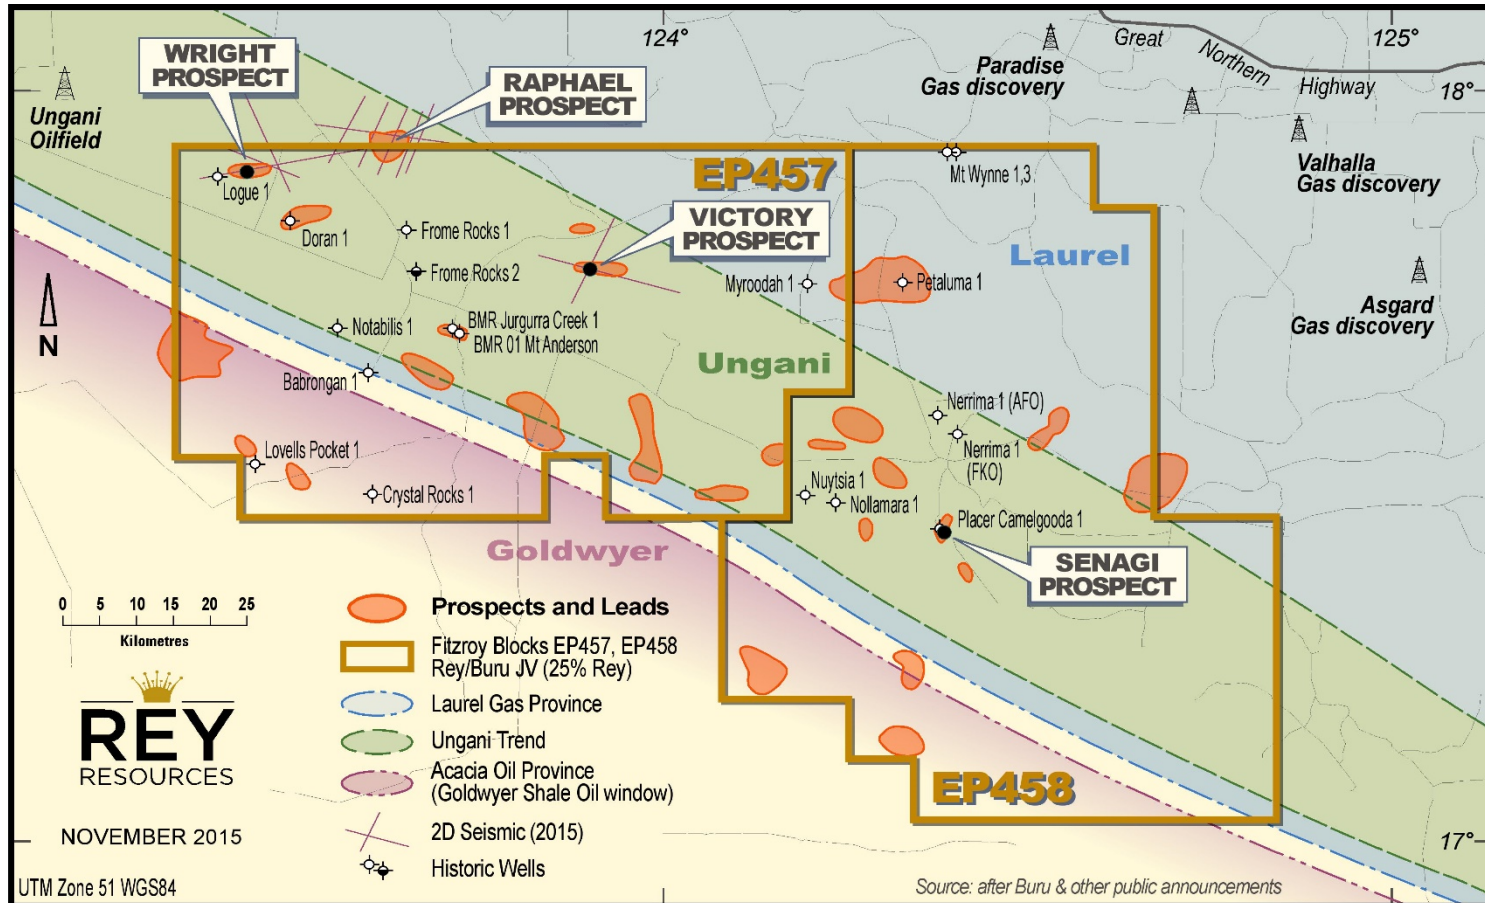 124°
125°
Great
Northern
Highway
18°
WRIGHT
PROSPECT
RAPHAEL
PROSPECT
Paradise
Gas discovery
Ungani
Oilfield
Valhalla
Gas discovery
EP457
Mt Wynne 1,3
Logue 1
VICTORY
PROSPECT
Doran 1
Frome Rocks 1
Laurel
Frome Rocks 2
Myroodah 1
Petaluma 1
Asgard
Gas discovery
N
Notabilis 1
BMR Jurgurra Creek 1
BMR 01 Mt Anderson
Ungani
Babrongan 1
Nerrima 1 (AFO)
Nerrima 1
(FKO)
Lovells Pocket 1
Crystal Rocks 1
Nuytsia 1
Nollamara 1
Placer Camelgooda 1
Goldwyer
SENAGI
PROSPECT
EP458
0 5 10 15 20 25
Kilometres
REY
RESOURCES
NOVEMBER 2015
UTM Zone 51 WGS84
Prospects and Leads
Fitzroy Blocks EP457, EP458
Rey/Buru JV (25% Rey)
Laurel Gas Province
Ungani Trend
Acacia Oil Province
(Goldwyer Shale Oil window)
2D Seismic (2015)
Historic Wells
17°
Source: after Buru & other public announcements